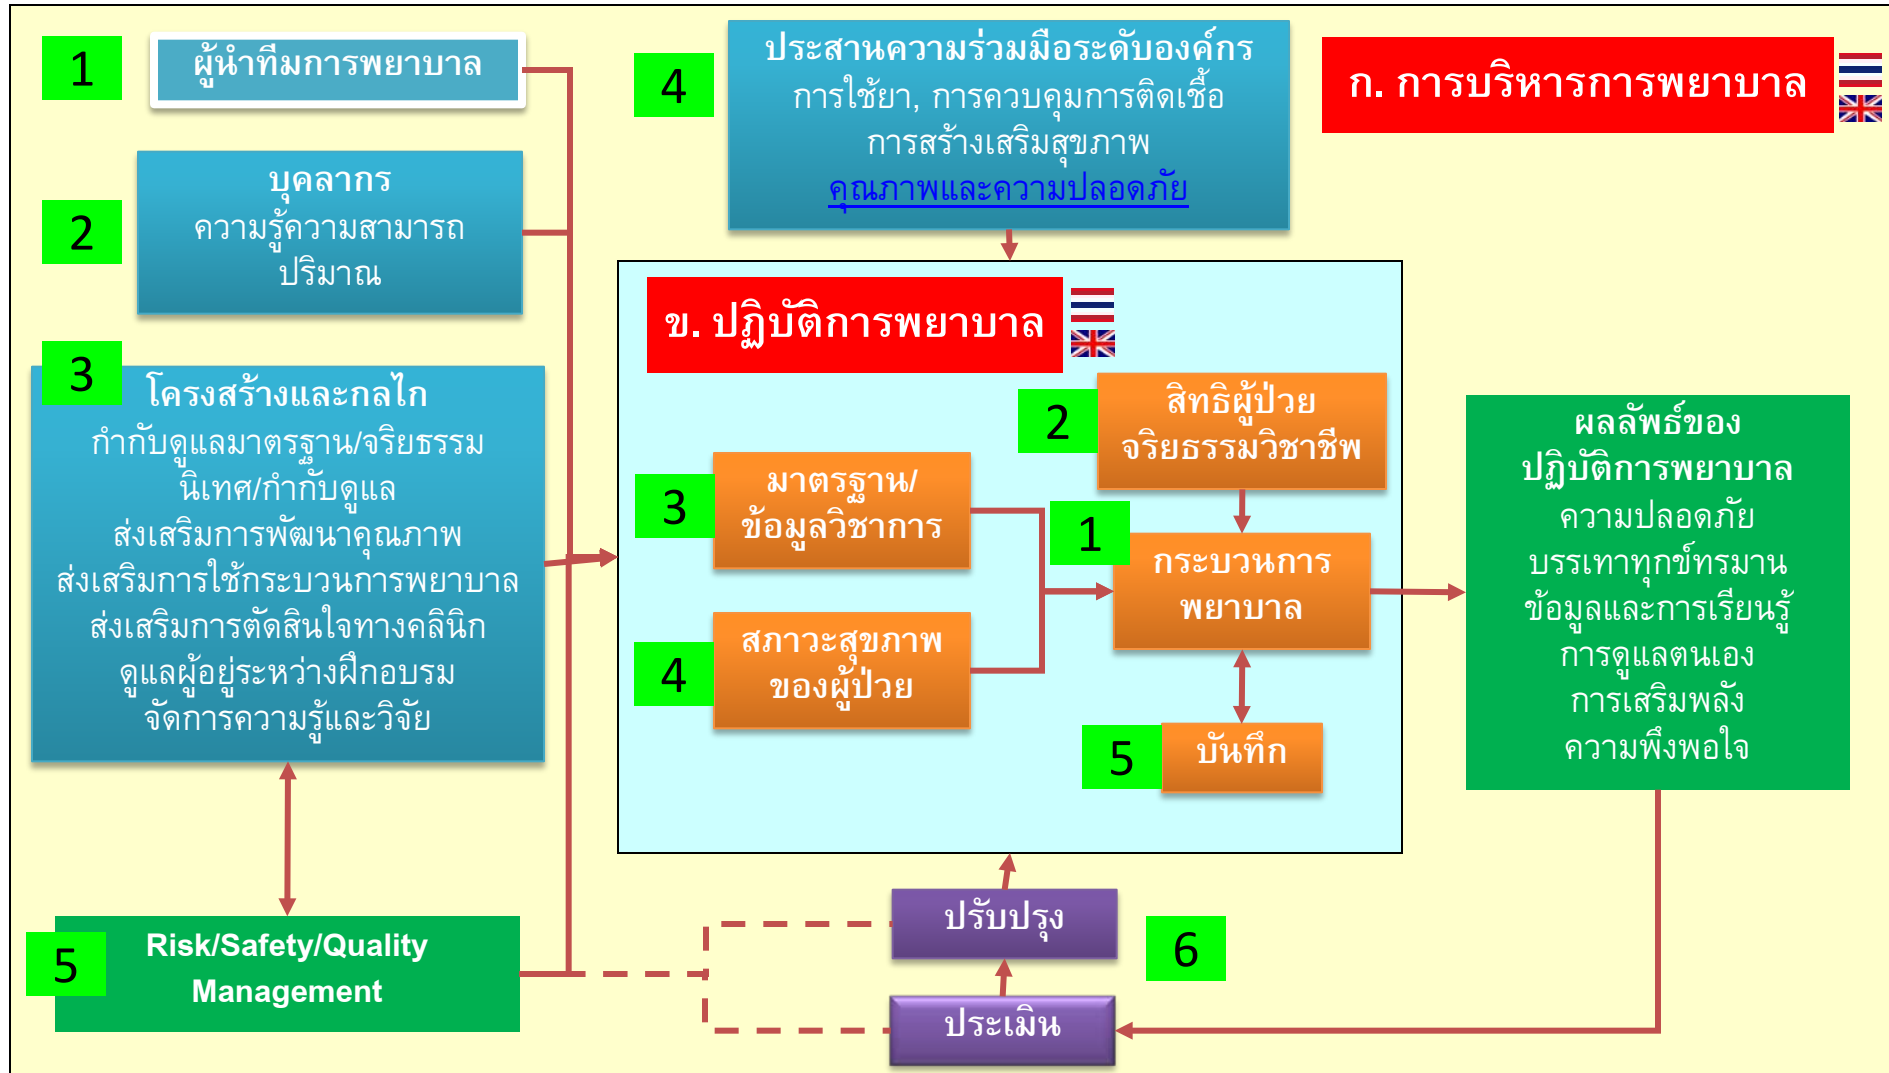 1
ผู้นำทีมการพยาบาล
4
ประสานความร่วมมือระดับองค์กร
การใช้ยา, การควบคุมการติดเชื้อ
การสร้างเสริมสุขภาพ
คุณภาพและความปลอดภัย
ก. การบริหารการพยาบาล
2
บุคลากร
ความรู้ความสามารถ
ปริมาณ
3
โครงสร้างและกลไก
กำกับดูแลมาตรฐาน/จริยธรรม
นิเทศ/กำกับดูแล
ส่งเสริมการพัฒนาคุณภาพ
ส่งเสริมการใช้กระบวนการพยาบาล
ส่งเสริมการตัดสินใจทางคลินิก
ดูแลผู้อยู่ระหว่างฝึกอบรม
จัดการความรู้และวิจัย
ข. ปฏิบัติการพยาบาล
2
สิทธิผู้ป่วย
จริยธรรมวิชาชีพ
3
มาตรฐาน/
ข้อมูลวิชาการ
1
กระบวนการ
พยาบาล
4
สภาวะสุขภาพ
ของผู้ป่วย
5
บันทึก
ผลลัพธ์ของ
ปฏิบัติการพยาบาล
ความปลอดภัย
บรรเทาทุกข์ทรมาน
ข้อมูลและการเรียนรู้
การดูแลตนเอง
การเสริมพลัง
ความพึงพอใจ
5
Risk/Safety/Quality
Management
ปรับปรุง
6
ประเมิน